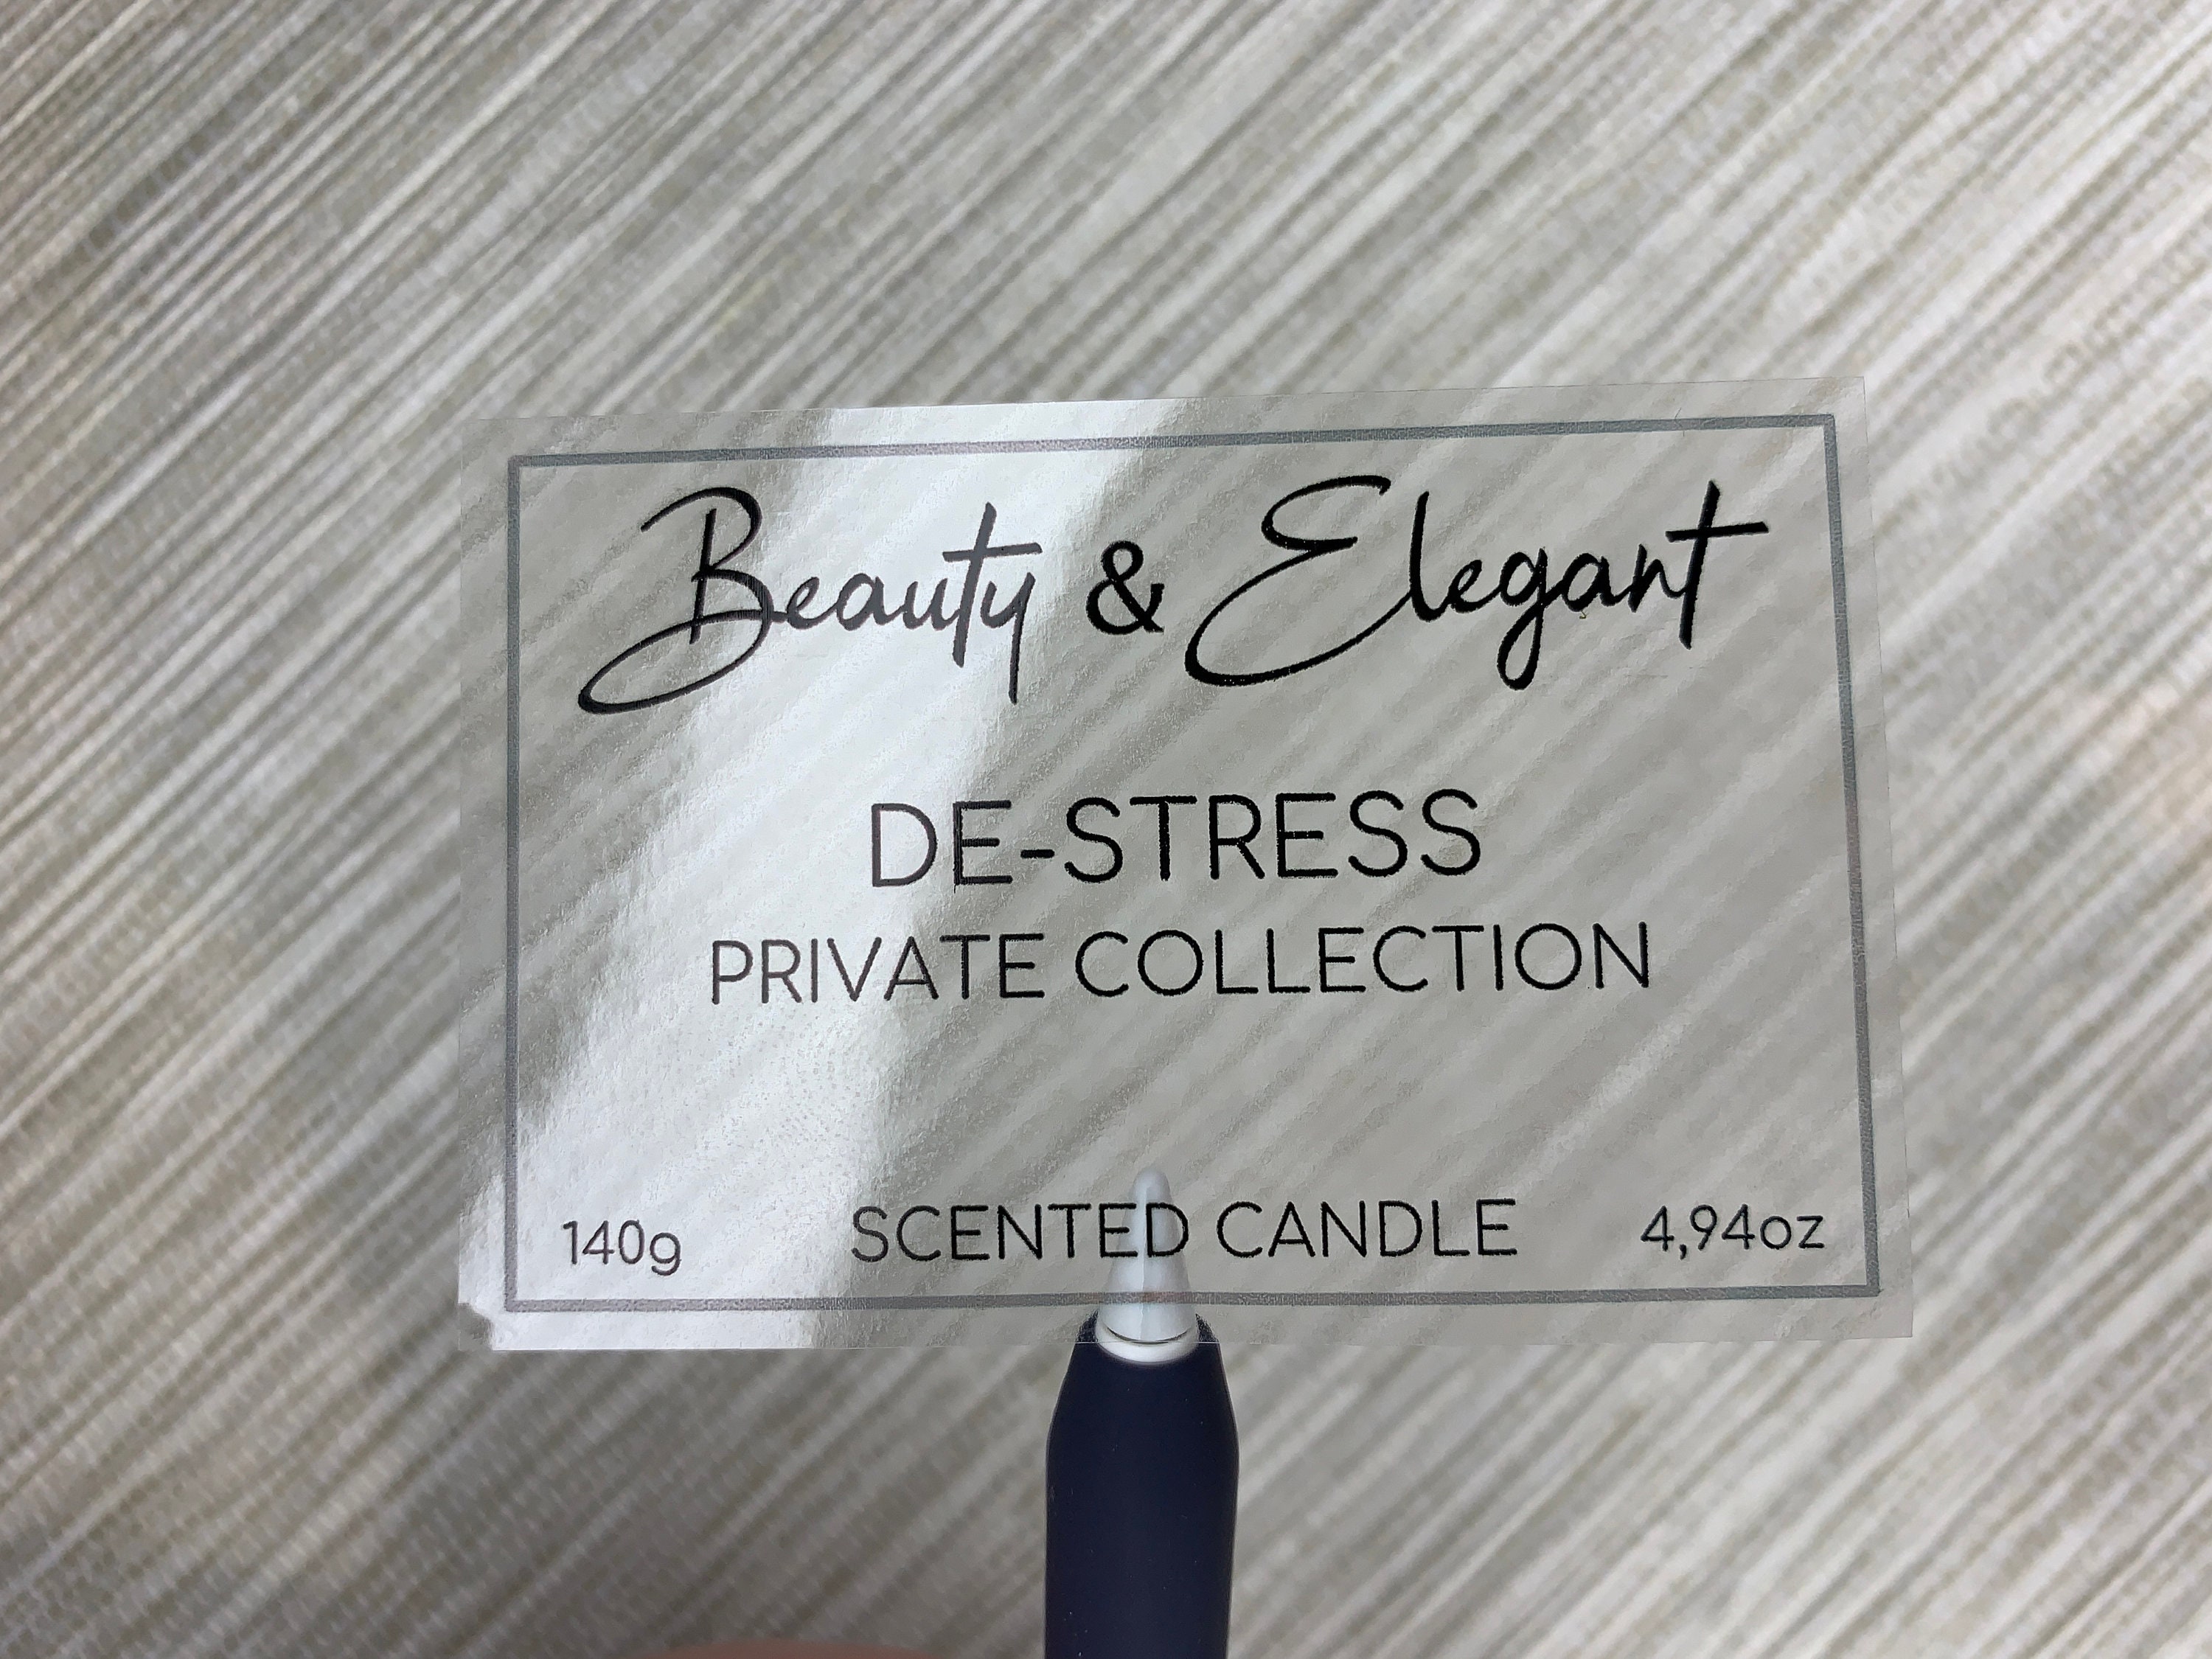 Beauty & Elegant
DE-STRESS
PRIVATE COLLECTION
140g SCENTED CANDLE 4,94oz